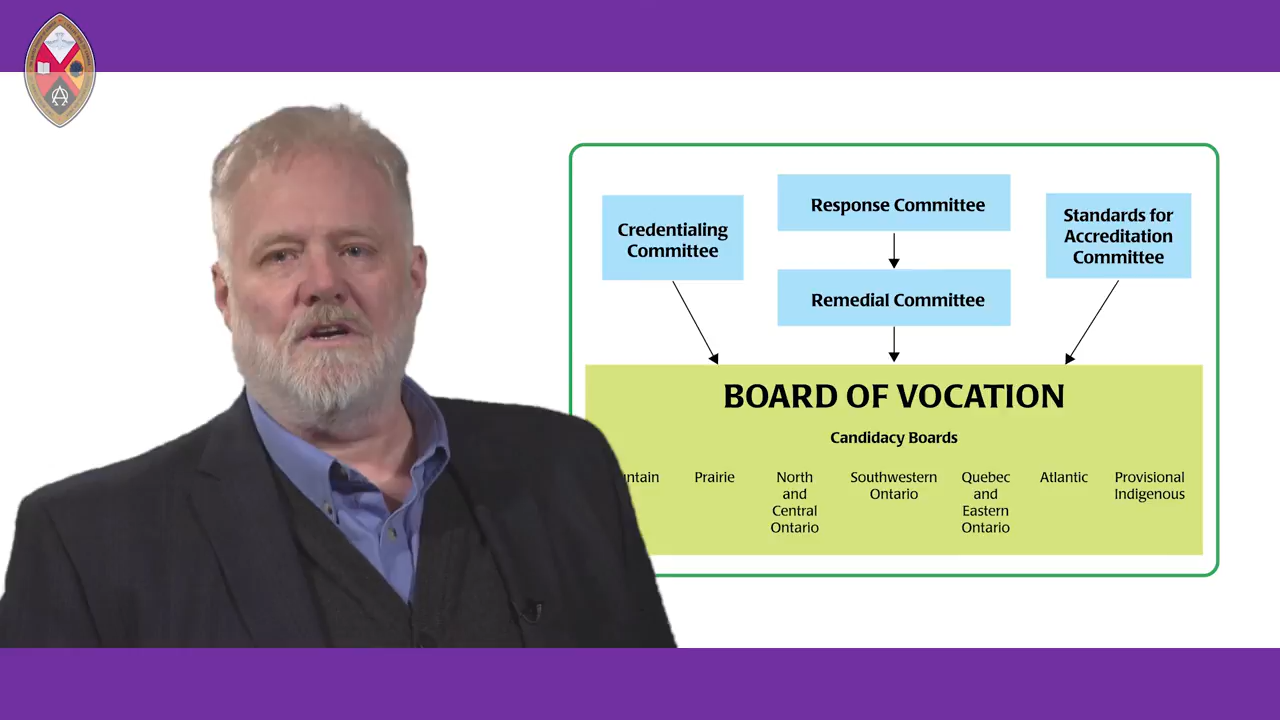 Credentialing
Committee
Response Committee
Remedial Committee
Standards for
Accreditation
Committee
BOARD OF VOCATION
Candidacy Boards
ntain
Prairie
North
and
Central
Ontario
Southwestern
Ontario
Quebec
and
Eastern
Ontario
Atlantic
Provisional
Indigenous